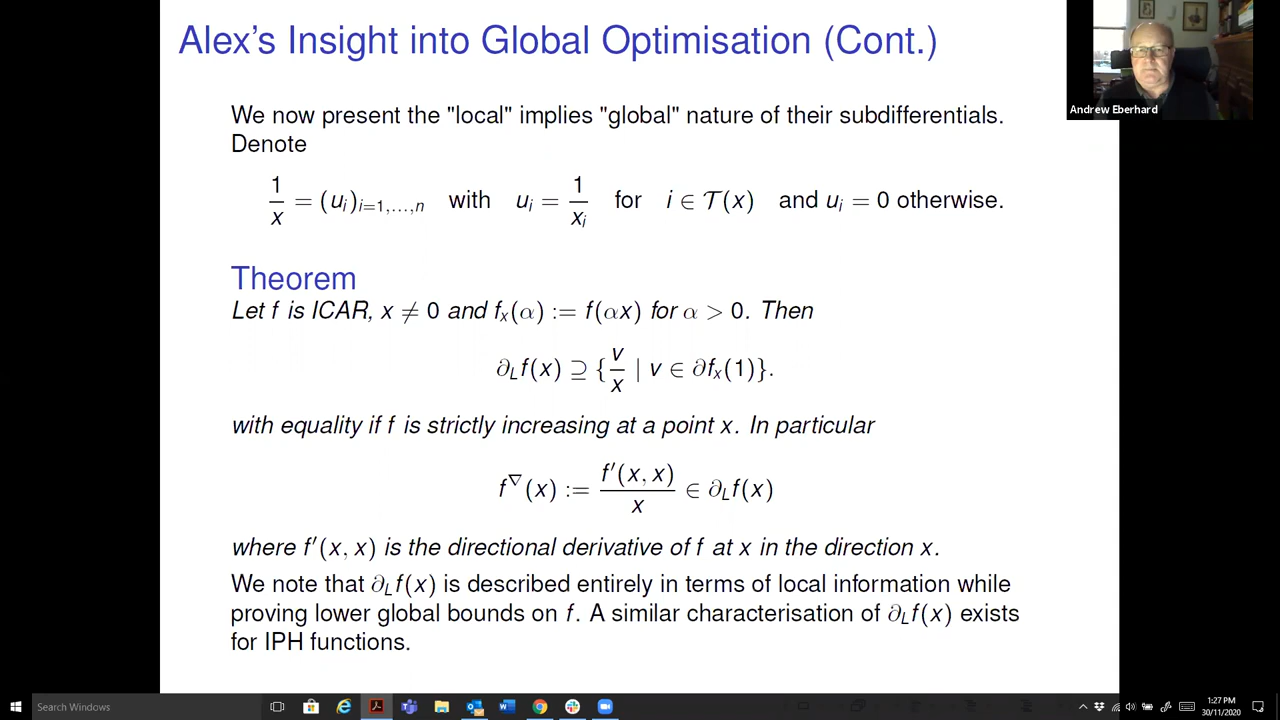 Alex's Insight into Global Optimisation (Cont.)
Andrew Eberhard
We now present the "local" implies "global" nature of their subdifferentials.
Denote
1/x = (u_i)_{i=1,...,n} with u_i = 1/x_i for i ∈ 𝒯(x) and u_i = 0 otherwise.
Theorem
Let f is ICAR, x ≠ 0 and f_x(α) := f(αx) for α > 0. Then
∂_L f(x) ⊇ {v/x | v ∈ ∂f_x(1)}.
with equality if f is strictly increasing at a point x. In particular
f^∇(x) := f′(x, x)/x ∈ ∂_L f(x)
where f′(x, x) is the directional derivative of f at x in the direction x.
We note that ∂_L f(x) is described entirely in terms of local information while
proving lower global bounds on f. A similar characterisation of ∂_L f(x) exists
for IPH functions.
Search Windows
1:27 PM
30/11/2020